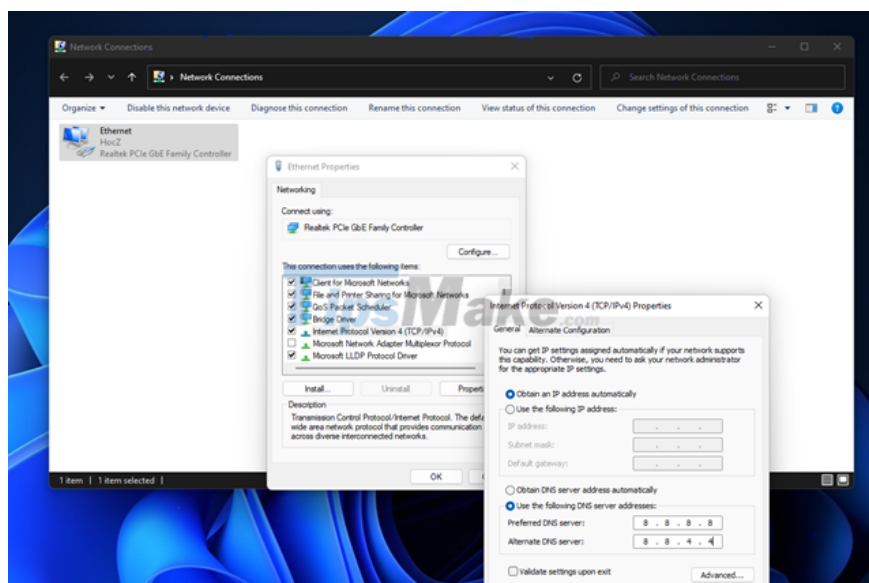 Network Connections
Network Connections
Search Network Connections
Organize
Disable this network device
Diagnose this connection
Rename this connection
View status of this connection
Change settings of this connection
Ethernet
HocZ
Realtek PCIe GbE Family Controller
Ethernet Properties
Networking
Connect using:
Realtek PCIe GbE Family Controller
Configure...
This connection uses the following items:
Client for Microsoft Networks
File and Printer Sharing for Microsoft Networks
QoS Packet Scheduler
Bridge Driver
Internet Protocol Version 4 (TCP/IPv4)
Microsoft Network Adapter Multiplexor Protocol
Microsoft LLDP Protocol Driver
Install...
Uninstall
Properti
Description
Transmission Control Protocol/Internet Protocol. The defa
wide area network protocol that provides communication
across diverse interconnected networks.
OK
TipsMake.com
Internet Protocol Version 4 (TCP/IPv4) Properties
General
Alternate Configuration
You can get IP settings assigned automatically if your network supports
this capability. Otherwise, you need to ask your network administrator
for the appropriate IP settings.
Obtain an IP address automatically
Use the following IP address:
IP address:
. . .
Subnet mask:
. . .
Default gateway:
. . .
Obtain DNS server address automatically
Use the following DNS server addresses:
Preferred DNS server:
8 . 8 . 8 . 8
Alternate DNS server:
8 . 8 . 4 . 4
Validate settings upon exit
Advanced...
1 item
1 item selected